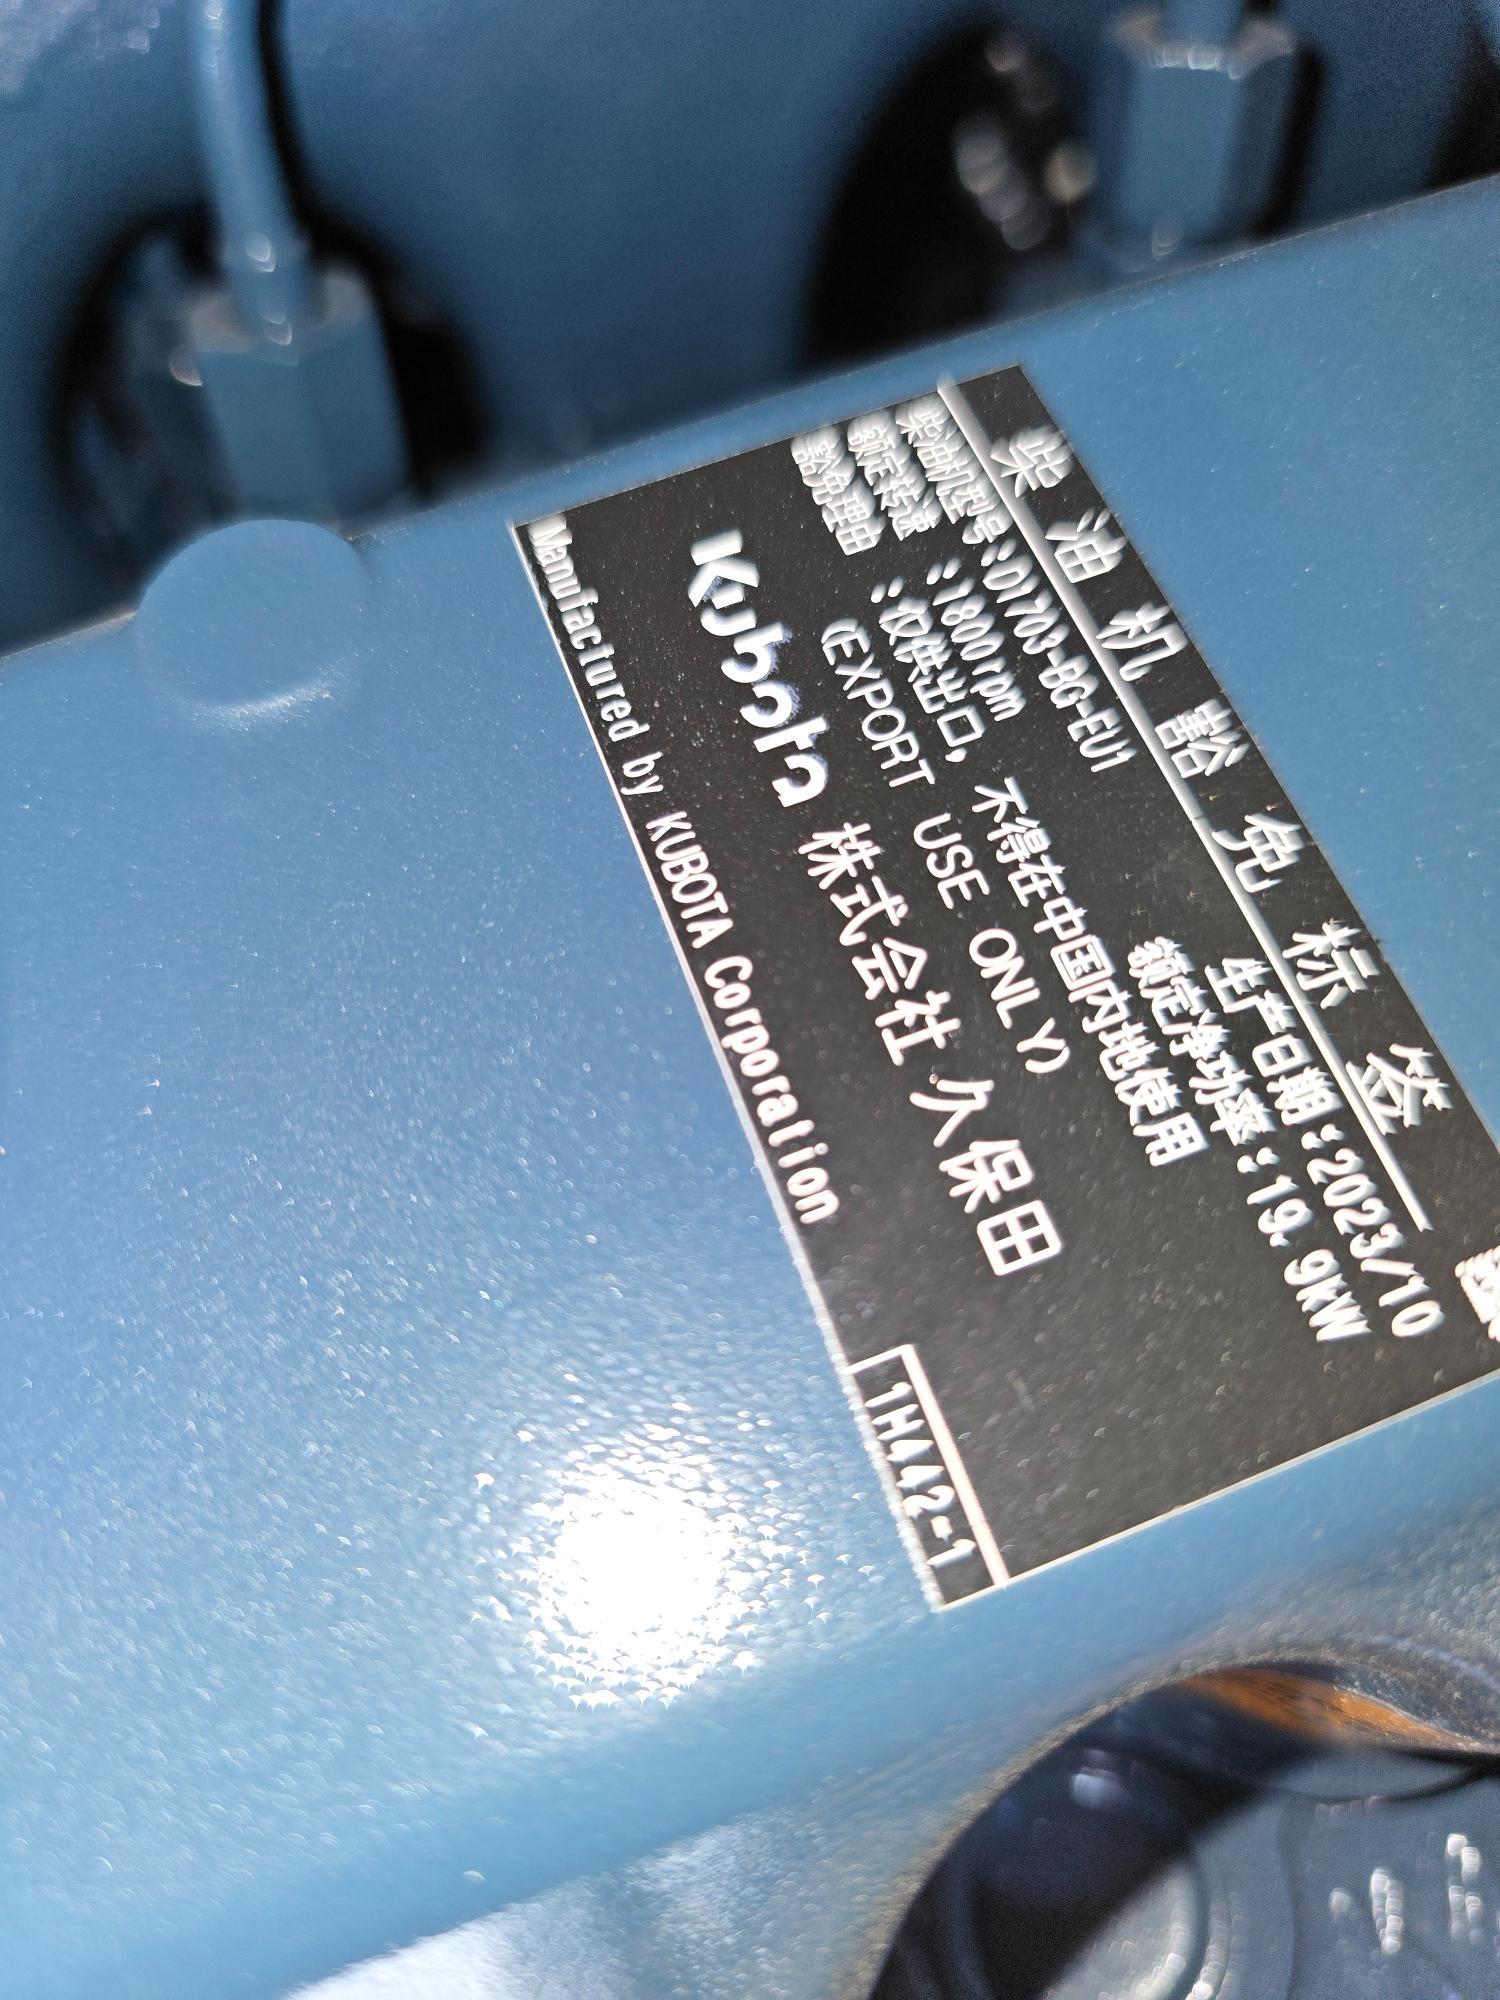 柴油机豁免标签
柴油机型号:D1703-BG-EU1 生产日期:2023/10
额定转速:1800rpm 额定净功率:19.9kW
豁免理由:仅供出口, 不得在中国内地使用
(EXPORT USE ONLY)
Kubota 株式会社 久保田
Manufactured by KUBOTA Corporation
1H442-1